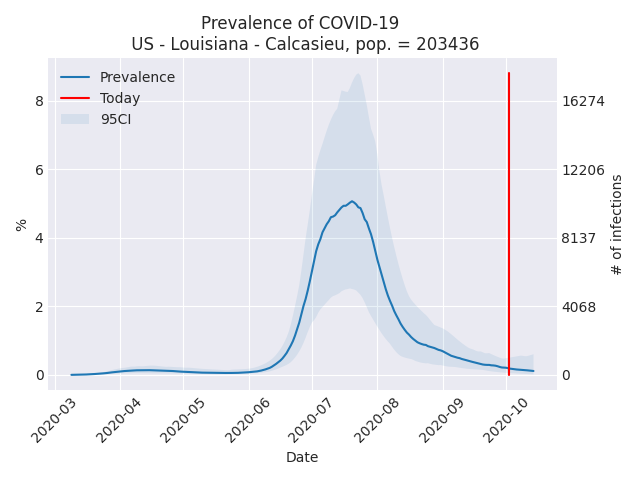 Prevalence of COVID-19
US - Louisiana - Calcasieu, pop. = 203436
Prevalence
Today
95CI
8
6
4
2
0
%
16274
12206
8137
4068
0
# of infections
2020-03
2020-04
2020-05
2020-06
2020-07
2020-08
2020-09
2020-10
Date